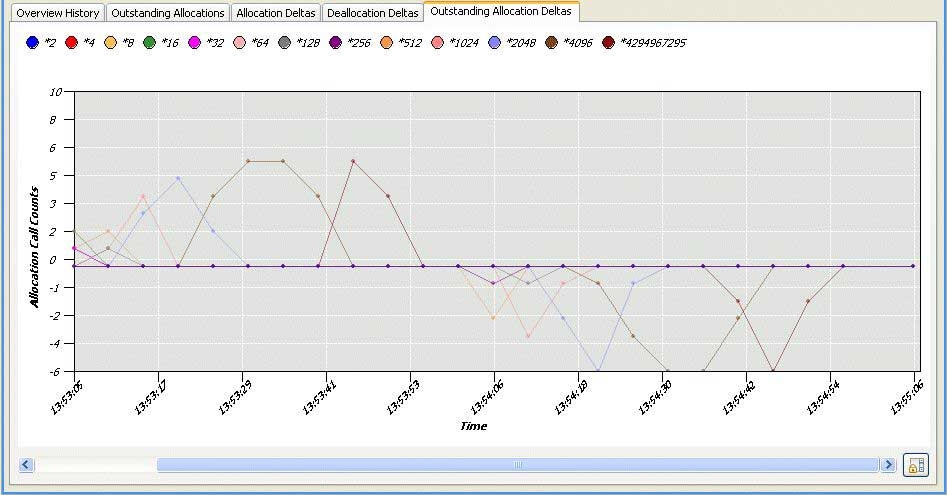 Overview History Outstanding Allocations Allocation Deltas Deallocation Deltas Outstanding Allocation Deltas
*2 *4 *8 *16 *32 *64 *128 *256 *512 *1024 *2048 *4096 *4294967295
10
8
6
5
3
2
0
-1
-2
-4
-6
Allocation Call Counts
13:53:05 13:53:17 13:53:29 13:53:41 13:53:53 13:54:06 13:54:18 13:54:30 13:54:42 13:54:54 13:55:06
Time